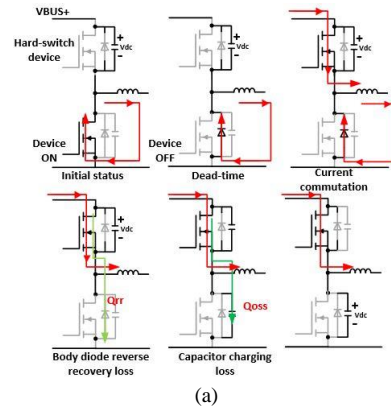 VBUS+
Hard-switch
device
+
Vdc
-
Device
ON
Initial status
+
Vdc
-
Device
OFF
Dead-time
+
Vdc
-
Current
commutation
+
Vdc
-
Qrr
Body diode reverse
recovery loss
Qoss
Capacitor charging
loss
+
Vdc
-
(a)